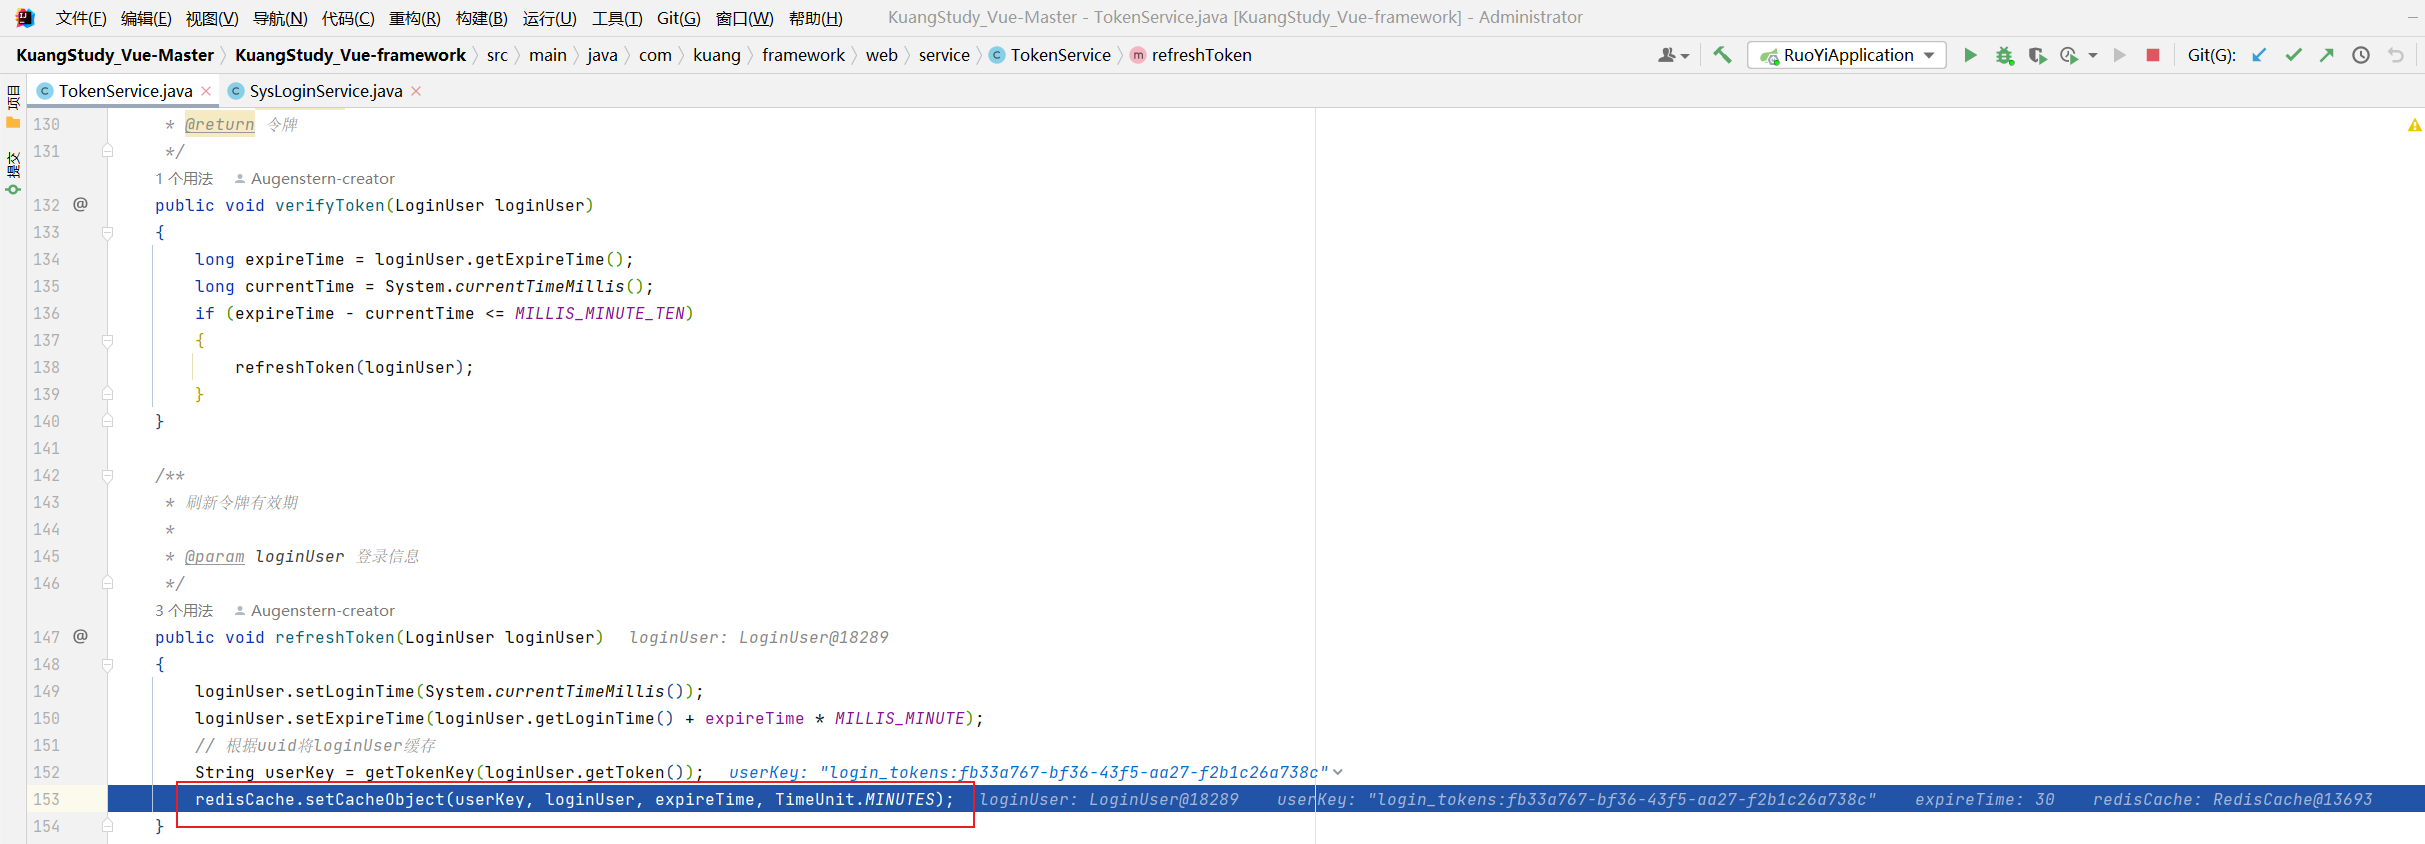 文件(F) 编辑(E) 视图(V) 导航(N) 代码(C) 重构(R) 构建(B) 运行(U) 工具(T) Git(G) 窗口(W) 帮助(H) KuangStudy_Vue-Master - TokenService.java [KuangStudy_Vue-framework] - Administrator
KuangStudy_Vue-Master KuangStudy_Vue-framework src main java com kuang framework web service TokenService refreshToken RuoYiApplication Git(G):
TokenService.java SysLoginService.java
项目
提交
130 * @return 令牌
131 */
1 个用法 Augenstern-creator
132 @ public void verifyToken(LoginUser loginUser)
133 {
134 long expireTime = loginUser.getExpireTime();
135 long currentTime = System.currentTimeMillis();
136 if (expireTime - currentTime <= MILLIS_MINUTE_TEN)
137 {
138 refreshToken(loginUser);
139 }
140 }
141
142 /**
143 * 刷新令牌有效期
144 *
145 * @param loginUser 登录信息
146 */
3 个用法 Augenstern-creator
147 @ public void refreshToken(LoginUser loginUser) loginUser: LoginUser@18289
148 {
149 loginUser.setLoginTime(System.currentTimeMillis());
150 loginUser.setExpireTime(loginUser.getLoginTime() + expireTime * MILLIS_MINUTE);
151 // 根据uuid将loginUser缓存
152 String userKey = getTokenKey(loginUser.getToken()); userKey: "login_tokens:fb33a767-bf36-43f5-aa27-f2b1c26a738c"
153 redisCache.setCacheObject(userKey, loginUser, expireTime, TimeUnit.MINUTES); loginUser: LoginUser@18289 userKey: "login_tokens:fb33a767-bf36-43f5-aa27-f2b1c26a738c" expireTime: 30 redisCache: RedisCache@13693
154 }